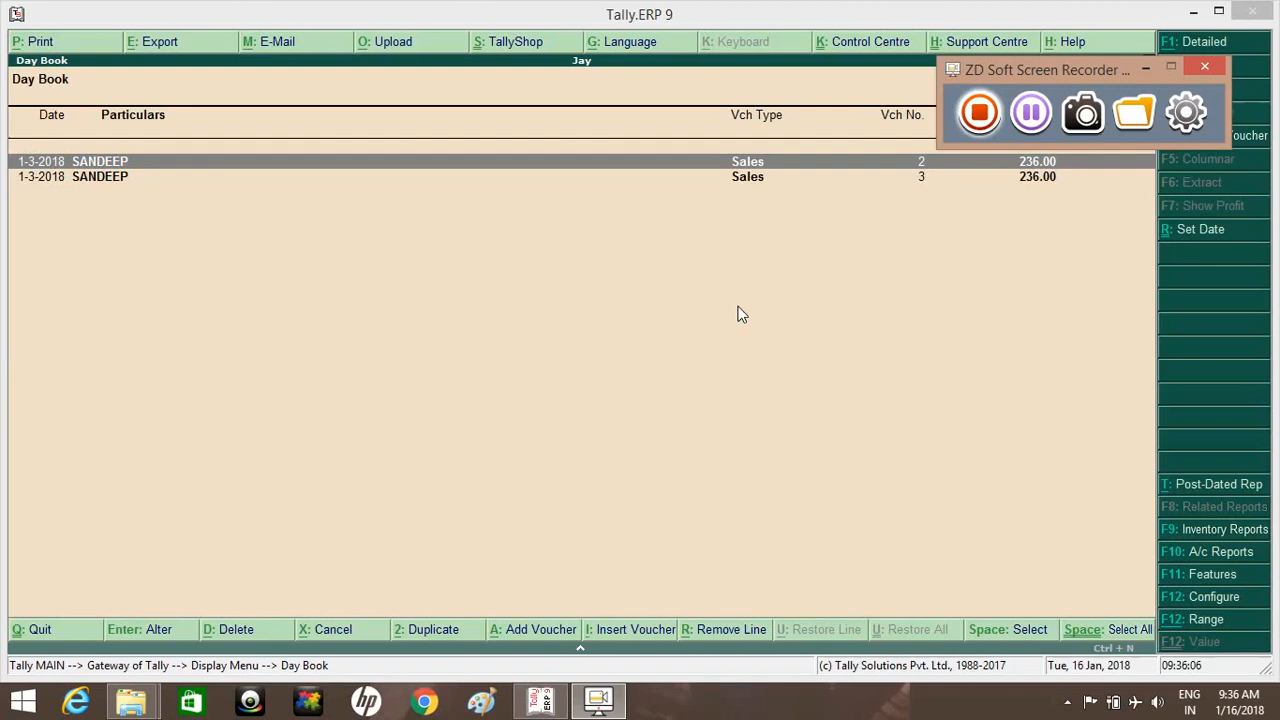 Tally.ERP 9
P: Print E: Export M: E-Mail O: Upload S: TallyShop G: Language K: Keyboard K: Control Centre H: Support Centre H: Help F1: Detailed
Day Book Jay
ZD Soft Screen Recorder ...
Day Book
Date Particulars Vch Type Vch No.
oucher
1-3-2018 SANDEEP Sales 2 236.00
1-3-2018 SANDEEP Sales 3 236.00
F5: Columnar
F6: Extract
F7: Show Profit
R: Set Date
T: Post-Dated Rep
F8: Related Reports
F9: Inventory Reports
F10: A/c Reports
F11: Features
F12: Configure
F12: Range
F12: Value
Q: Quit Enter: Alter D: Delete X: Cancel 2: Duplicate A: Add Voucher I: Insert Voucher R: Remove Line U: Restore Line U: Restore All Space: Select Space: Select All
Ctrl + N
Tally MAIN --> Gateway of Tally --> Display Menu --> Day Book (c) Tally Solutions Pvt. Ltd., 1988-2017 Tue, 16 Jan, 2018 09:36:06
Tally ERP 9
ENG
IN
9:36 AM
1/16/2018